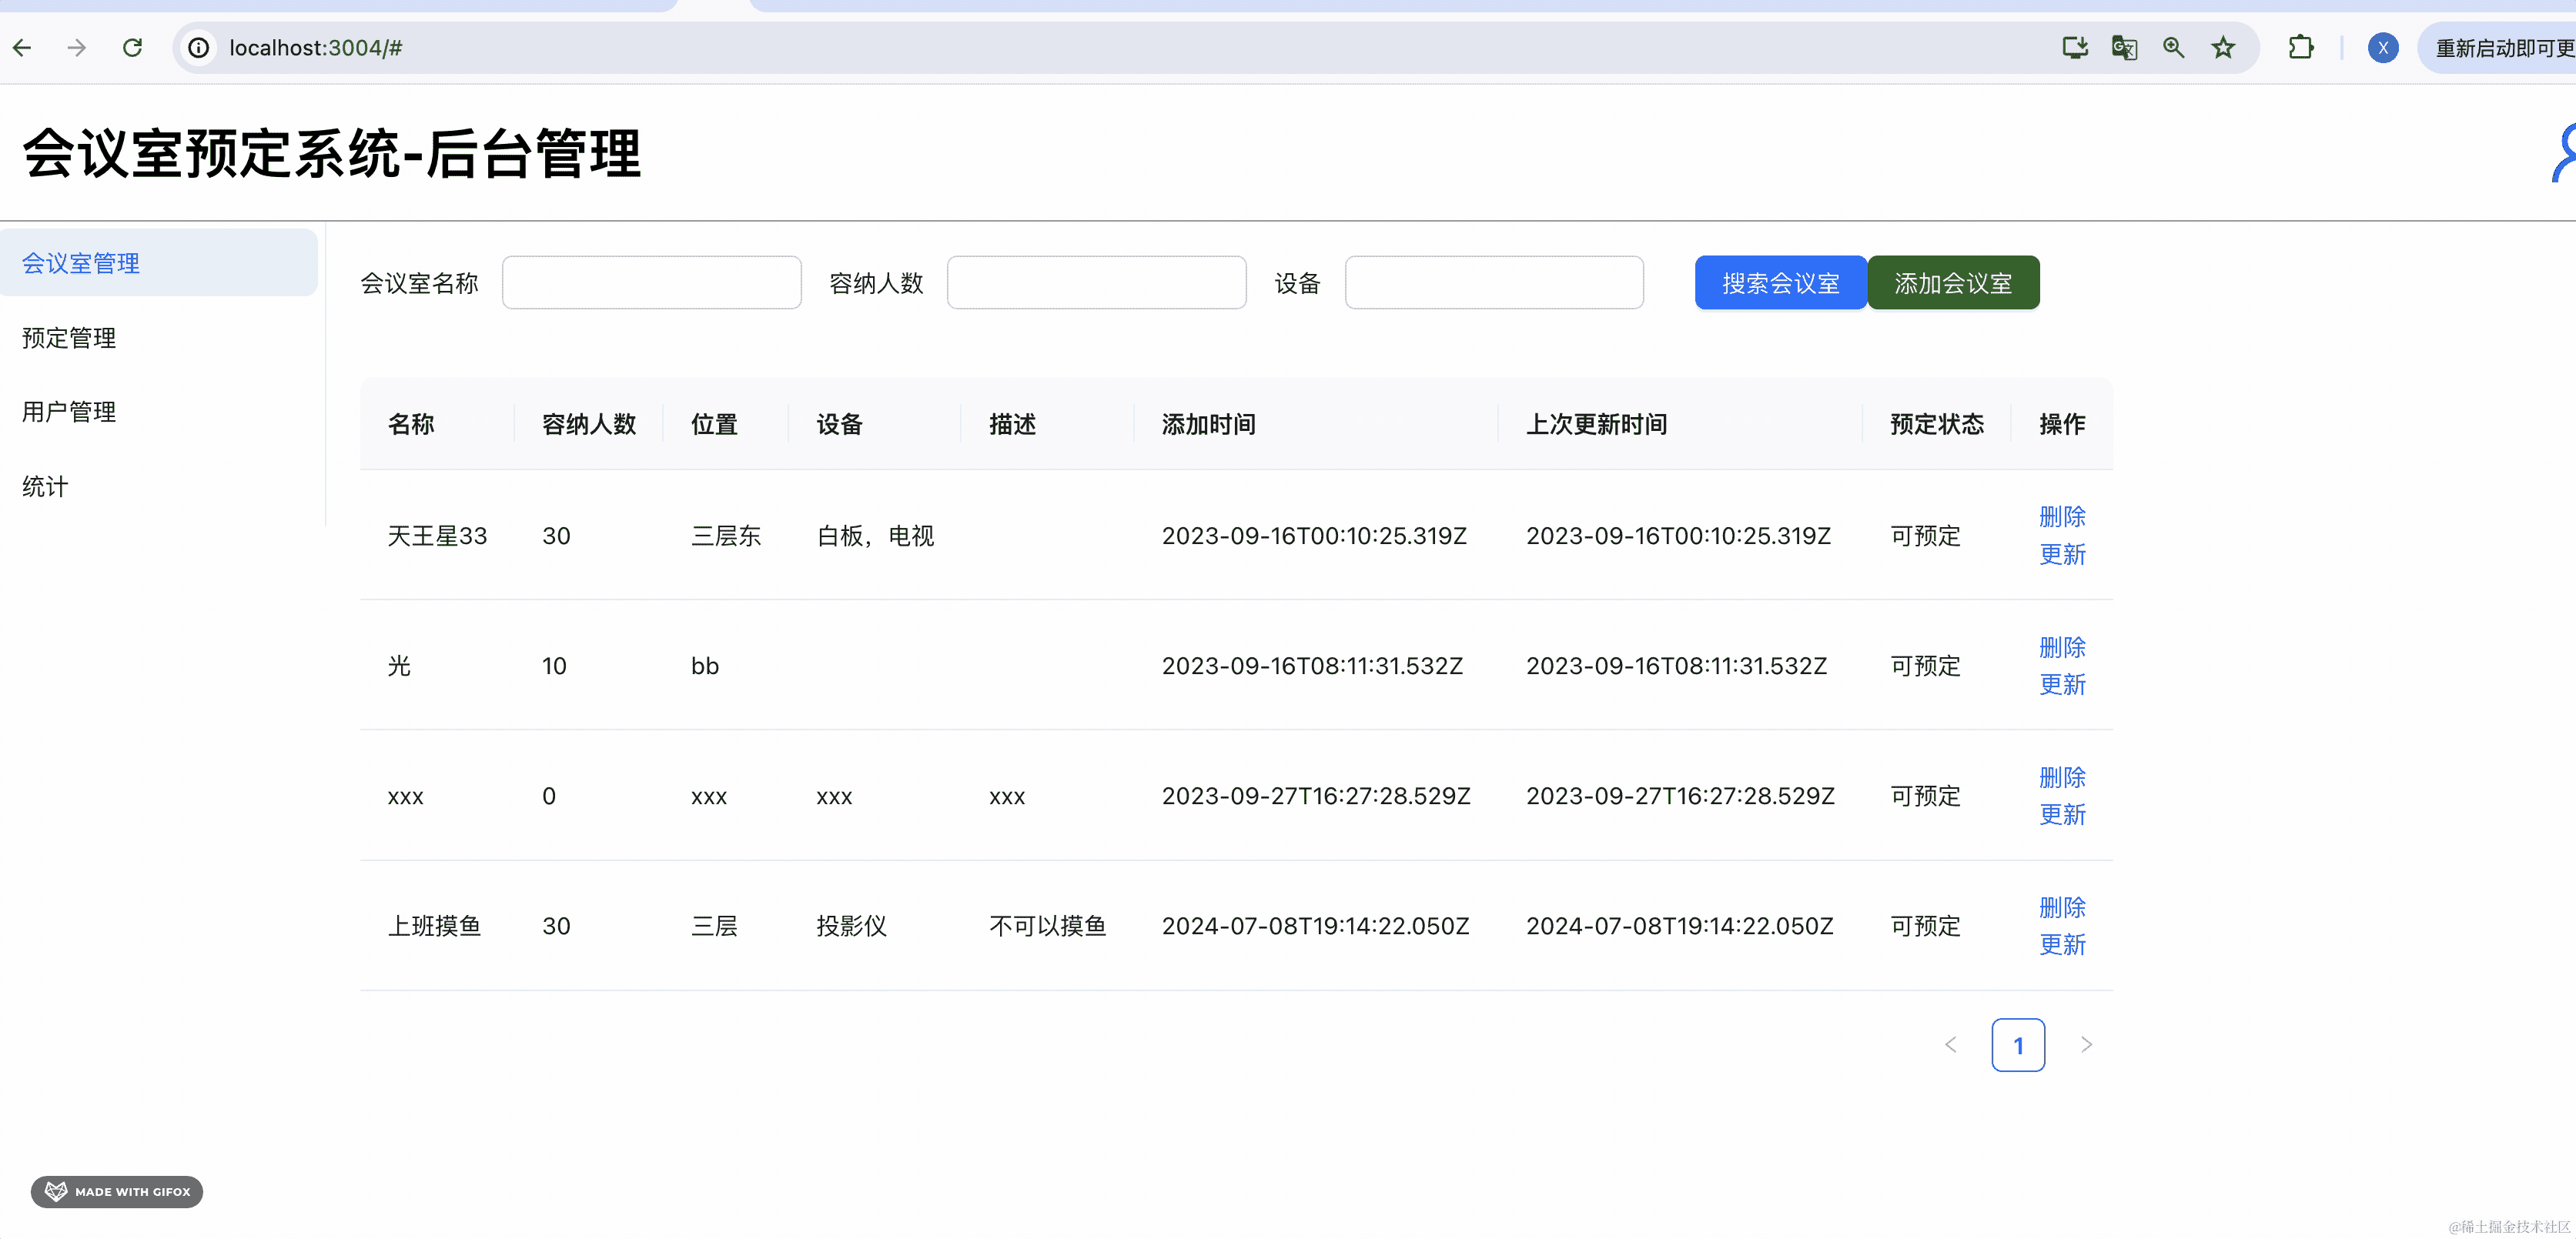 localhost:3004/#
X
重新启动即可更
会议室预定系统-后台管理
会议室管理
预定管理
用户管理
统计
会议室名称 容纳人数 设备 搜索会议室 添加会议室
名称 容纳人数 位置 设备 描述 添加时间 上次更新时间 预定状态 操作
天王星33 30 三层东 白板，电视 2023-09-16T00:10:25.319Z 2023-09-16T00:10:25.319Z 可预定 删除
更新
光 10 bb 2023-09-16T08:11:31.532Z 2023-09-16T08:11:31.532Z 可预定 删除
更新
xxx 0 xxx xxx xxx 2023-09-27T16:27:28.529Z 2023-09-27T16:27:28.529Z 可预定 删除
更新
上班摸鱼 30 三层 投影仪 不可以摸鱼 2024-07-08T19:14:22.050Z 2024-07-08T19:14:22.050Z 可预定 删除
更新
1
MADE WITH GIFOX
@稀土掘金技术社区